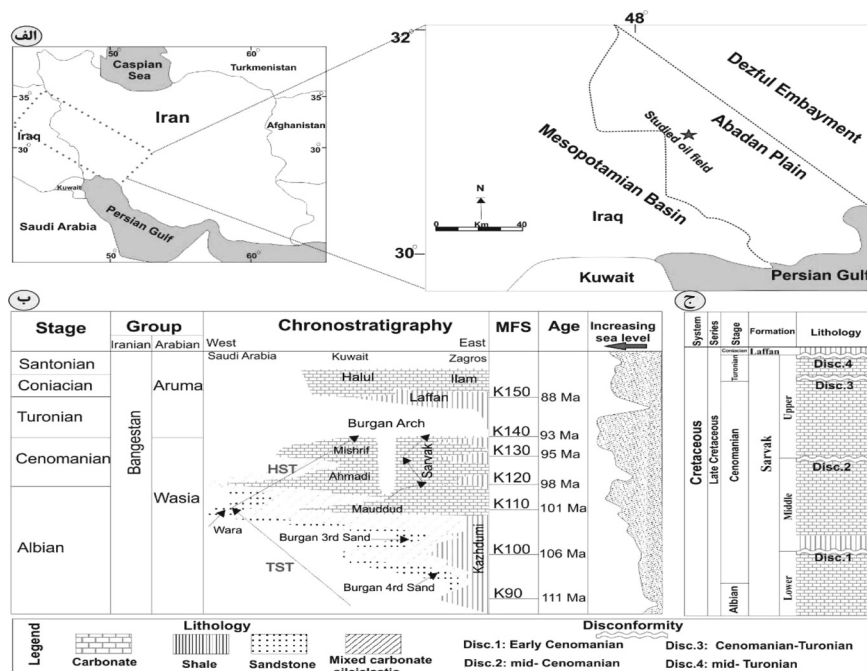 الف
50°
60°
Caspian
Sea
Turkmenistan
35°
35°
Iran
Afghanistan
Iraq
30°
30°
Kuwait
Saudi Arabia
Persian Gulf
50°
60°
48°
32°
Dezful Embayment
Abadan Plain
Studied oil field
Mesopotamian Basin
N
0 Km 40
Iraq
30°
Kuwait
Persian Gulf
ب
Stage
Group
Iranian Arabian
Chronostratigraphy
West East
Saudi Arabia Kuwait Zagros
MFS
Age
Increasing
sea level
Santonian
Coniacian
Turonian
Cenomanian
Albian
Bangestan
Aruma
Wasia
Halul Ilam
Laffan
Burgan Arch
Mishrif
Sarvak
HST
Ahmadi
Mauddud
Wara
Burgan 3rd Sand
Kazhdumi
TST
Burgan 4rd Sand
K150
88 Ma
K140
93 Ma
K130
95 Ma
K120
98 Ma
K110
101 Ma
K100
106 Ma
K90
111 Ma
ج
System
Series
Stage
Formation
Lithology
Cretaceous
Late Cretaceous
Coniacian
Turonian
Cenomanian
Albian
Laffan
Sarvak
Upper
Middle
Lower
Disc.4
Disc.3
Disc.2
Disc.1
Legend
Lithology
Carbonate
Shale
Sandstone
Mixed carbonate
Disconformity
Disc.1: Early Cenomanian
Disc.2: mid- Cenomanian
Disc.3: Cenomanian-Turonian
Disc.4: mid- Turonian